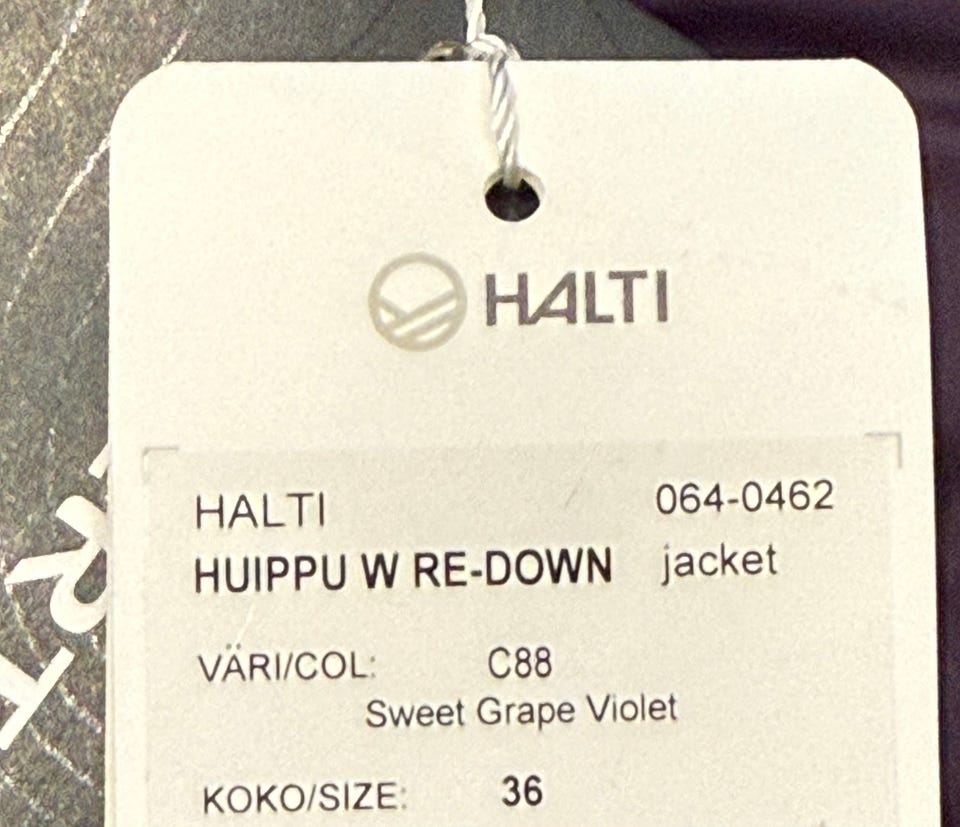 HALTI
HALTI 064-0462
HUIPPU W RE-DOWN jacket
VÄRI/COL: C88
Sweet Grape Violet
KOKO/SIZE: 36